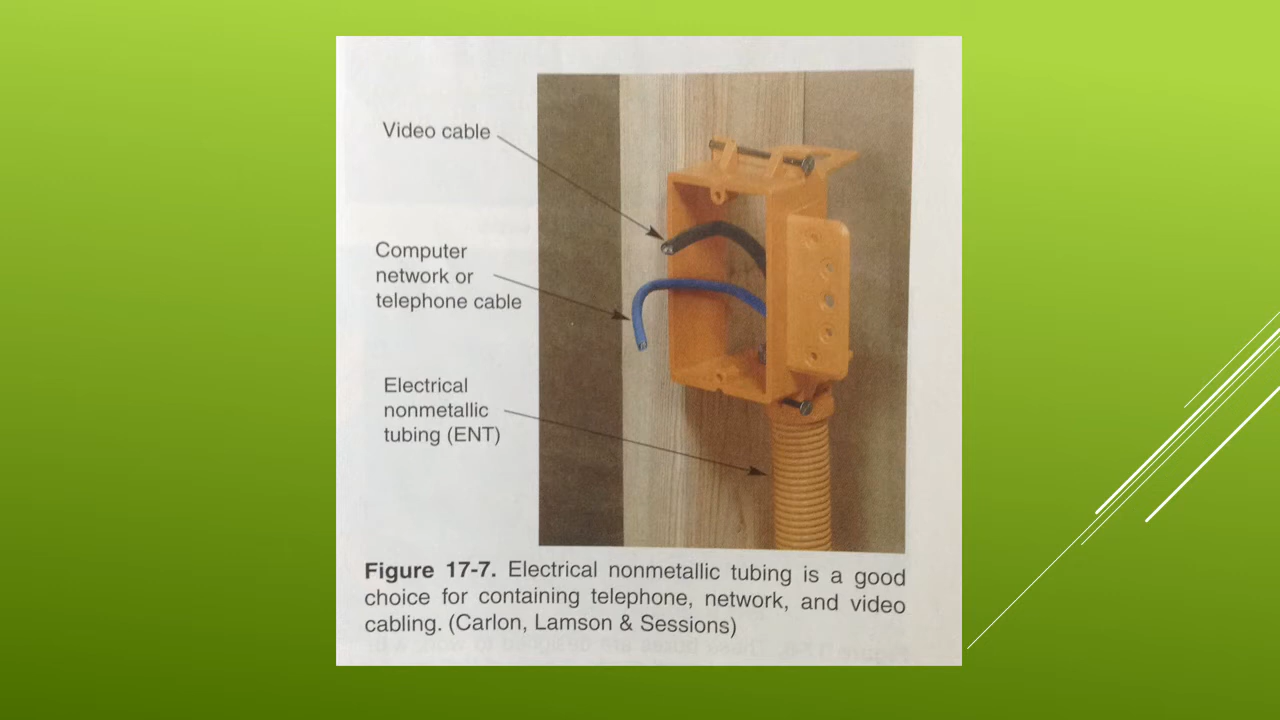 Video cable
Computer
network or
telephone cable
Electrical
nonmetallic
tubing (ENT)
Figure 17-7. Electrical nonmetallic tubing is a good
choice for containing telephone, network, and video
cabling. (Carlon, Lamson & Sessions)